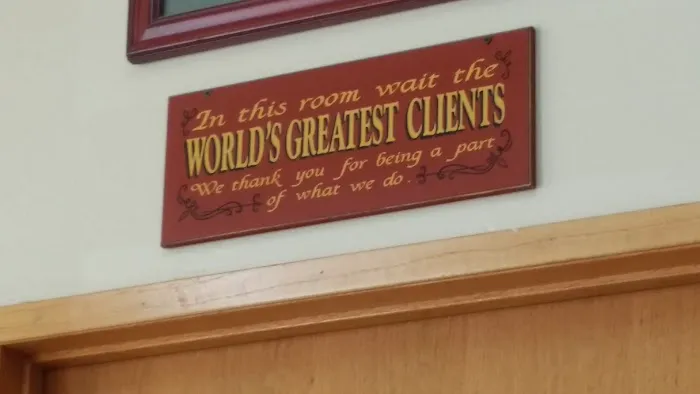 In this room wait the
WORLD'S GREATEST CLIENTS
We thank you for being a part
of what we do.